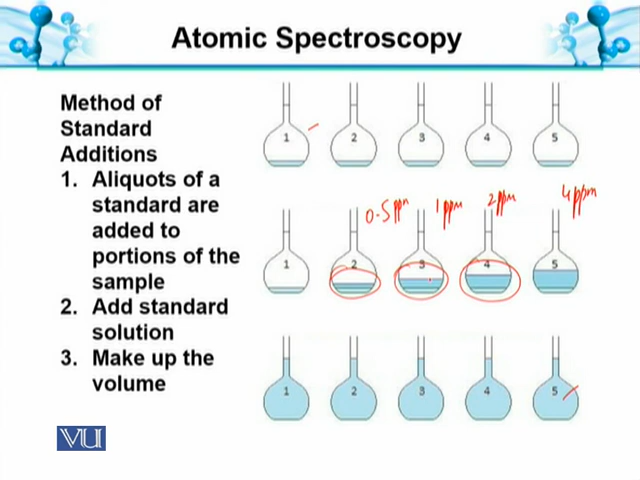 Atomic Spectroscopy
Method of
Standard
Additions
1. Aliquots of a
standard are
added to
portions of the
sample
2. Add standard
solution
3. Make up the
volume
1 2 3 4 5
0.5 ppm 1 ppm 2 ppm 4 ppm
1 2 3 4 5
1 2 3 4 5
VU